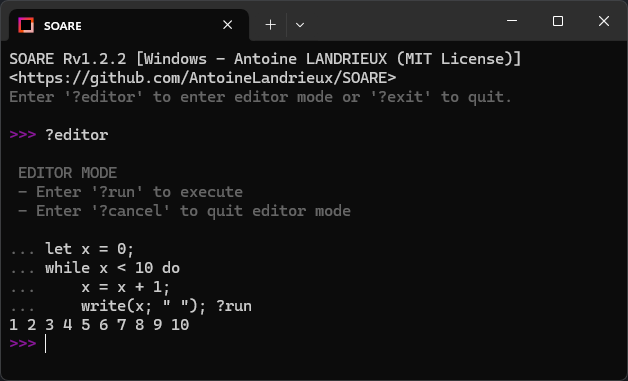 SOARE
SOARE Rv1.2.2 [Windows - Antoine LANDRIEUX (MIT License)]
<https://github.com/AntoineLandrieux/SOARE>
Enter '?editor' to enter editor mode or '?exit' to quit.
>>> ?editor
EDITOR MODE
- Enter '?run' to execute
- Enter '?cancel' to quit editor mode
... let x = 0;
... while x < 10 do
...     x = x + 1;
...     write(x; " "); ?run
1 2 3 4 5 6 7 8 9 10
>>>